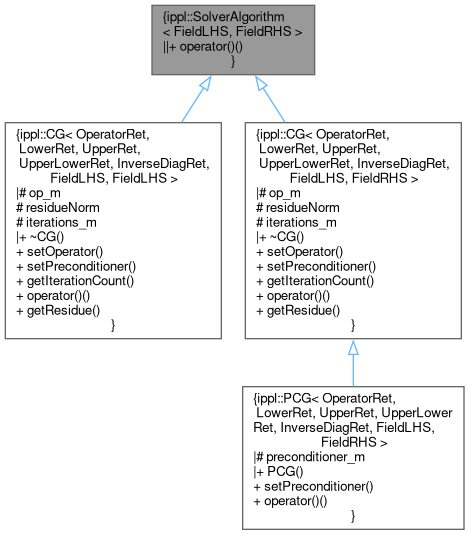 {ippl::SolverAlgorithm
< FieldLHS, FieldRHS >
||+ operator()()
}
{ippl::CG< OperatorRet,
LowerRet, UpperRet,
UpperLowerRet, InverseDiagRet,
FieldLHS, FieldLHS >
|# op_m
# residueNorm
# iterations_m
|+ ~CG()
+ setOperator()
+ setPreconditioner()
+ getIterationCount()
+ operator()()
+ getResidue()
}
{ippl::CG< OperatorRet,
LowerRet, UpperRet,
UpperLowerRet, InverseDiagRet,
FieldLHS, FieldRHS >
|# op_m
# residueNorm
# iterations_m
|+ ~CG()
+ setOperator()
+ setPreconditioner()
+ getIterationCount()
+ operator()()
+ getResidue()
}
{ippl::PCG< OperatorRet,
LowerRet, UpperRet, UpperLower
Ret, InverseDiagRet, FieldLHS,
FieldRHS >
|# preconditioner_m
|+ PCG()
+ setPreconditioner()
+ operator()()
}